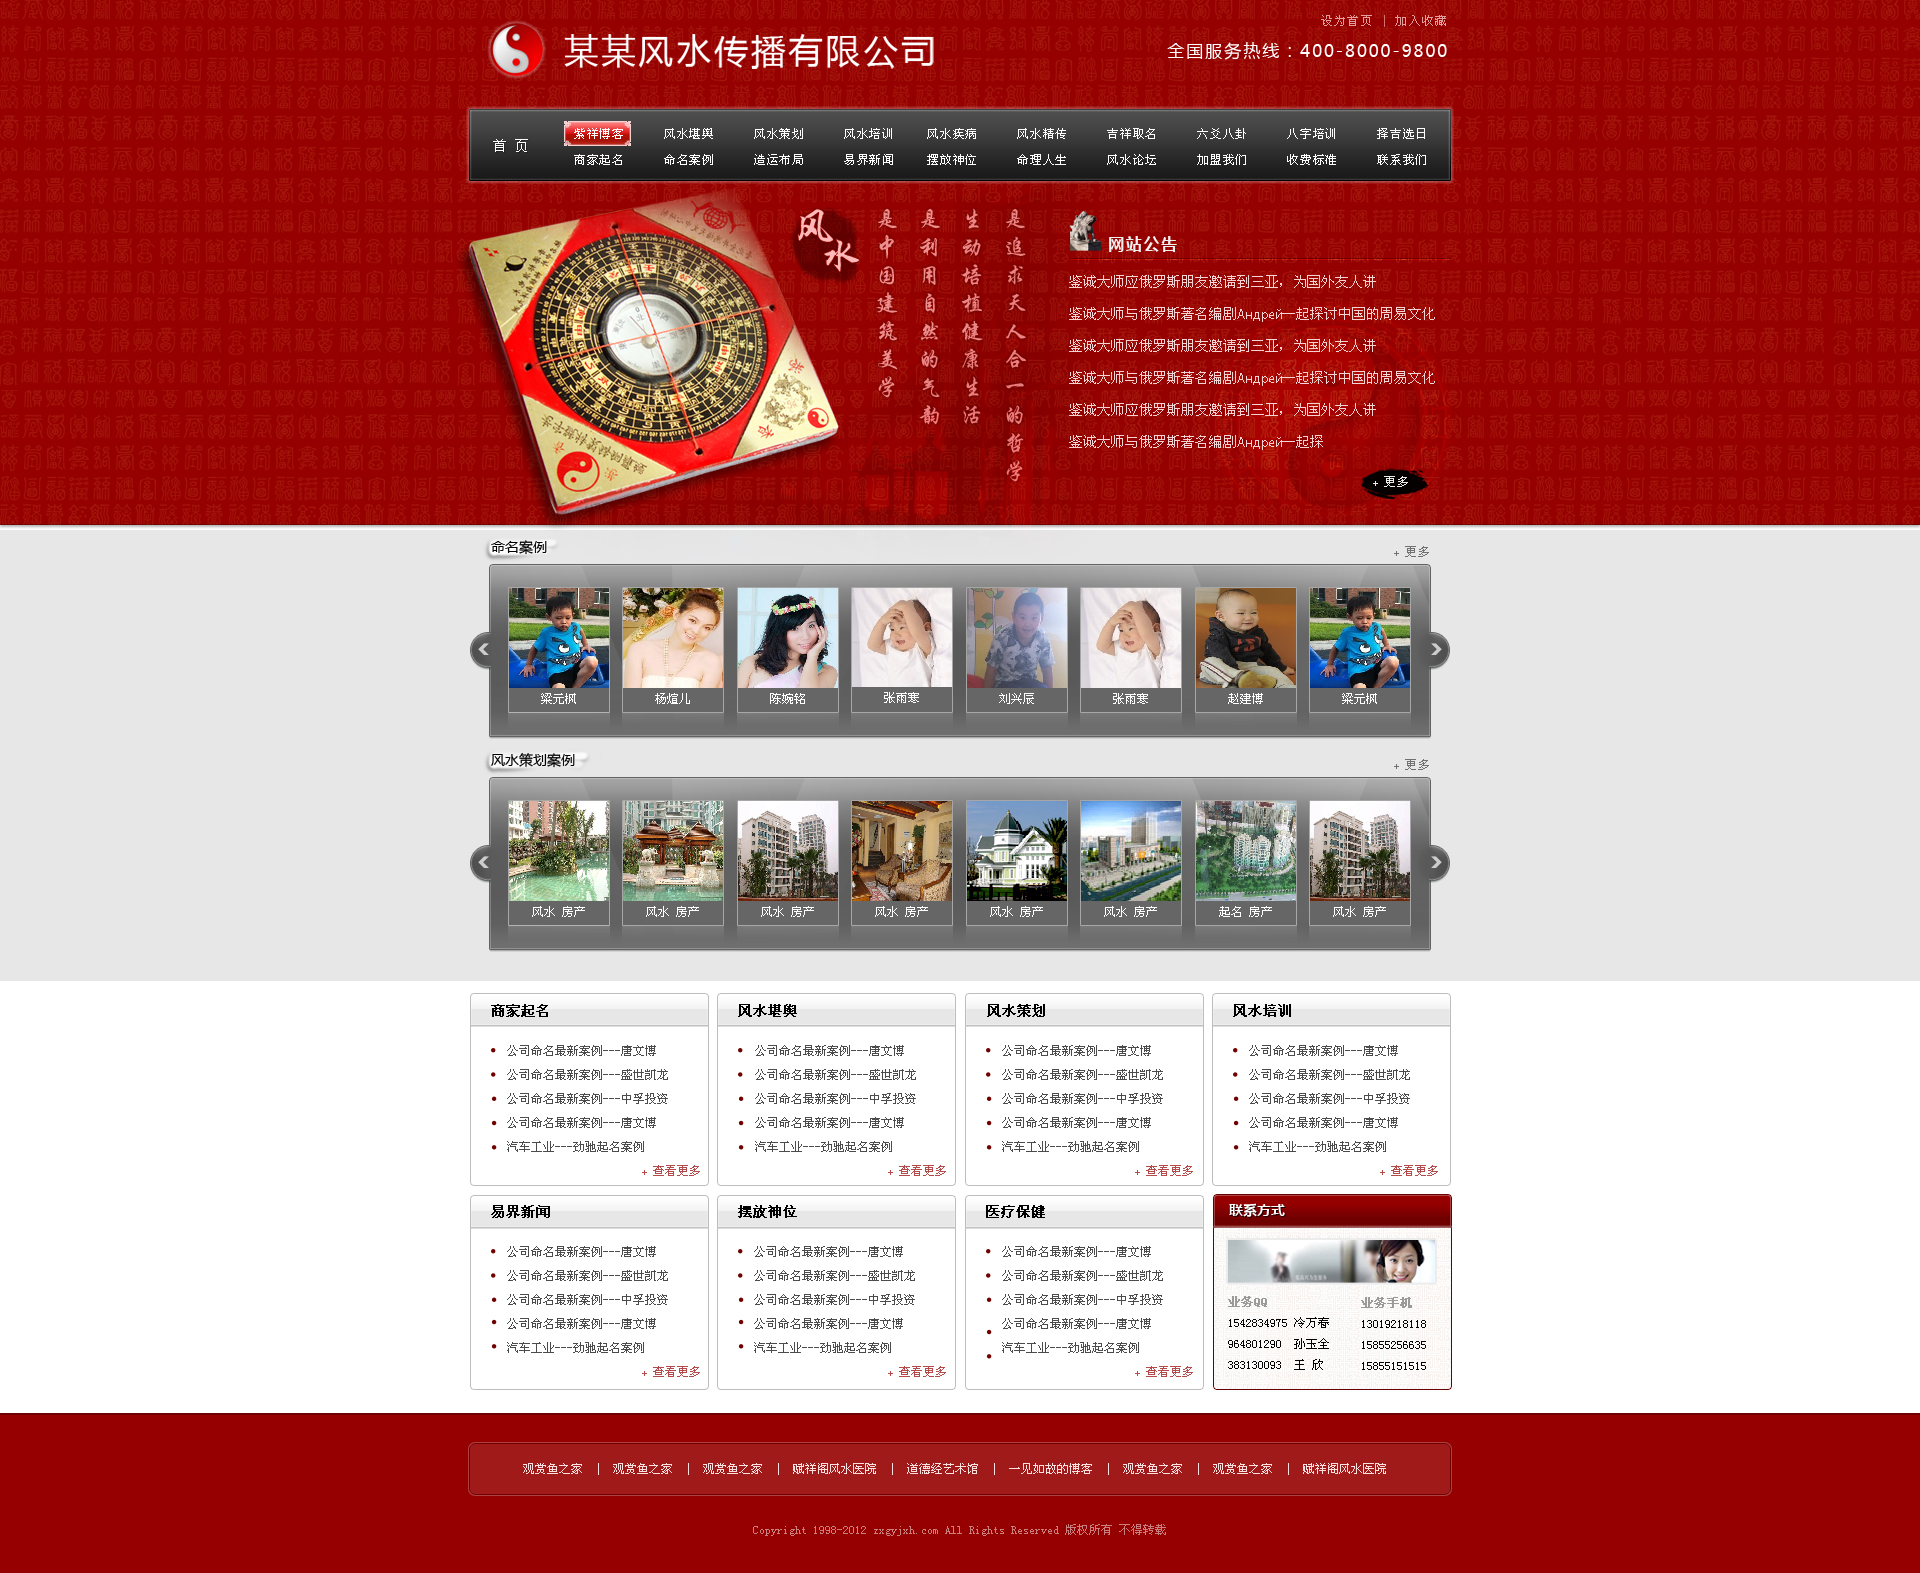 设为首页 | 加入收藏
某某风水传播有限公司
全国服务热线：400-8000-9800
首 页
紫祥博客 风水堪舆 风水策划 风水培训 风水疾病 风水精传 吉祥取名 六爻八卦 八字培训 择吉选日
商家起名 命名案例 造运布局 易界新闻 摆放神位 命理人生 风水论坛 加盟我们 收费标准 联系我们
风水
是中国建筑美学
是利用自然的气韵
生动培植健康生活
是追求天人合一的哲学
网站公告
鉴诚大师应俄罗斯朋友邀请到三亚，为国外友人讲
鉴诚大师与俄罗斯著名编剧Андрей一起探讨中国的周易文化
鉴诚大师应俄罗斯朋友邀请到三亚，为国外友人讲
鉴诚大师与俄罗斯著名编剧Андрей一起探讨中国的周易文化
鉴诚大师应俄罗斯朋友邀请到三亚，为国外友人讲
鉴诚大师与俄罗斯著名编剧Андрей一起探
+ 更多
命名案例
+ 更多
梁元枫 杨煊儿 陈婉铭 张雨寒 刘兴辰 张雨寒 赵建博 梁元枫
风水策划案例
+ 更多
风水 房产 风水 房产 风水 房产 风水 房产 风水 房产 风水 房产 起名 房产 风水 房产
商家起名
公司命名最新案例---唐文博
公司命名最新案例---盛世凯龙
公司命名最新案例---中孚投资
公司命名最新案例---唐文博
汽车工业---劲驰起名案例
+ 查看更多
风水堪舆
公司命名最新案例---唐文博
公司命名最新案例---盛世凯龙
公司命名最新案例---中孚投资
公司命名最新案例---唐文博
汽车工业---劲驰起名案例
+ 查看更多
风水策划
公司命名最新案例---唐文博
公司命名最新案例---盛世凯龙
公司命名最新案例---中孚投资
公司命名最新案例---唐文博
汽车工业---劲驰起名案例
+ 查看更多
风水培训
公司命名最新案例---唐文博
公司命名最新案例---盛世凯龙
公司命名最新案例---中孚投资
公司命名最新案例---唐文博
汽车工业---劲驰起名案例
+ 查看更多
易界新闻
公司命名最新案例---唐文博
公司命名最新案例---盛世凯龙
公司命名最新案例---中孚投资
公司命名最新案例---唐文博
汽车工业---劲驰起名案例
+ 查看更多
摆放神位
公司命名最新案例---唐文博
公司命名最新案例---盛世凯龙
公司命名最新案例---中孚投资
公司命名最新案例---唐文博
汽车工业---劲驰起名案例
+ 查看更多
医疗保健
公司命名最新案例---唐文博
公司命名最新案例---盛世凯龙
公司命名最新案例---中孚投资
公司命名最新案例---唐文博
汽车工业---劲驰起名案例
+ 查看更多
联系方式
业务QQ 业务手机
1542834975 冷万春 13019218118
964801290 孙玉全 15855256635
383130093 王 欣 15855151515
观赏鱼之家 | 观赏鱼之家 | 观赏鱼之家 | 赋祥阁风水医院 | 道德经艺术馆 | 一见如故的博客 | 观赏鱼之家 | 观赏鱼之家 | 赋祥阁风水医院
Copyright 1998-2012 zxgyjxh.com All Rights Reserved 版权所有 不得转载